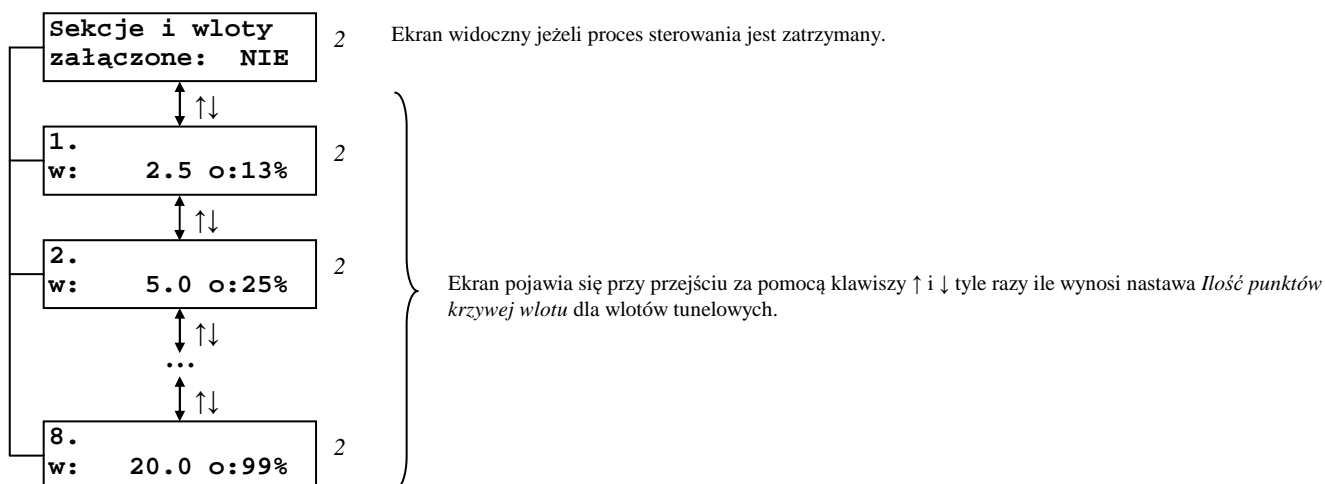 Sekcje i wloty
załączone: NIE
2
Ekran widoczny jeżeli proces sterowania jest zatrzymany.
↑↓
1.
w: 2.5 o:13%
2
↑↓
2.
w: 5.0 o:25%
2
Ekran pojawia się przy przejściu za pomocą klawiszy ↑ i ↓ tyle razy ile wynosi nastawa Ilość punktów
krzywej wlotu dla wlotów tunelowych.
↑↓
...
↑↓
8.
w: 20.0 o:99%
2